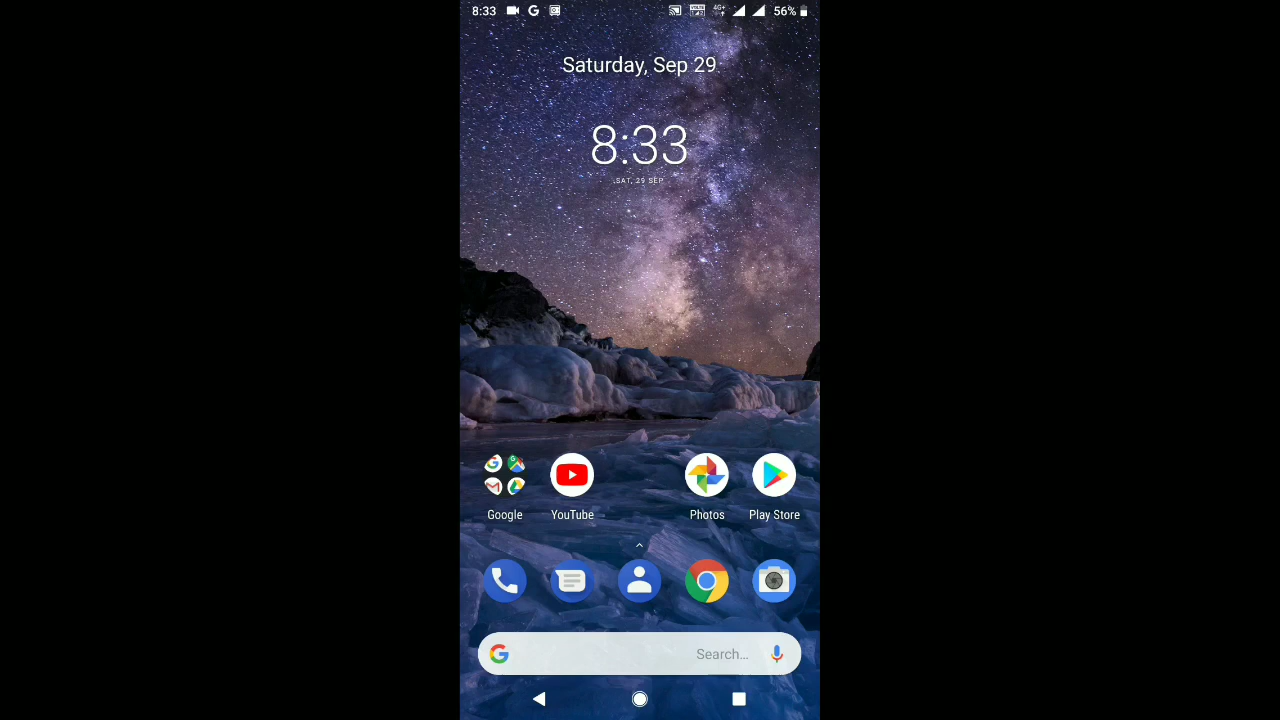 8:33 56%
Saturday, Sep 29
8:33
SAT, 29 SEP
Google YouTube Photos Play Store
Search...